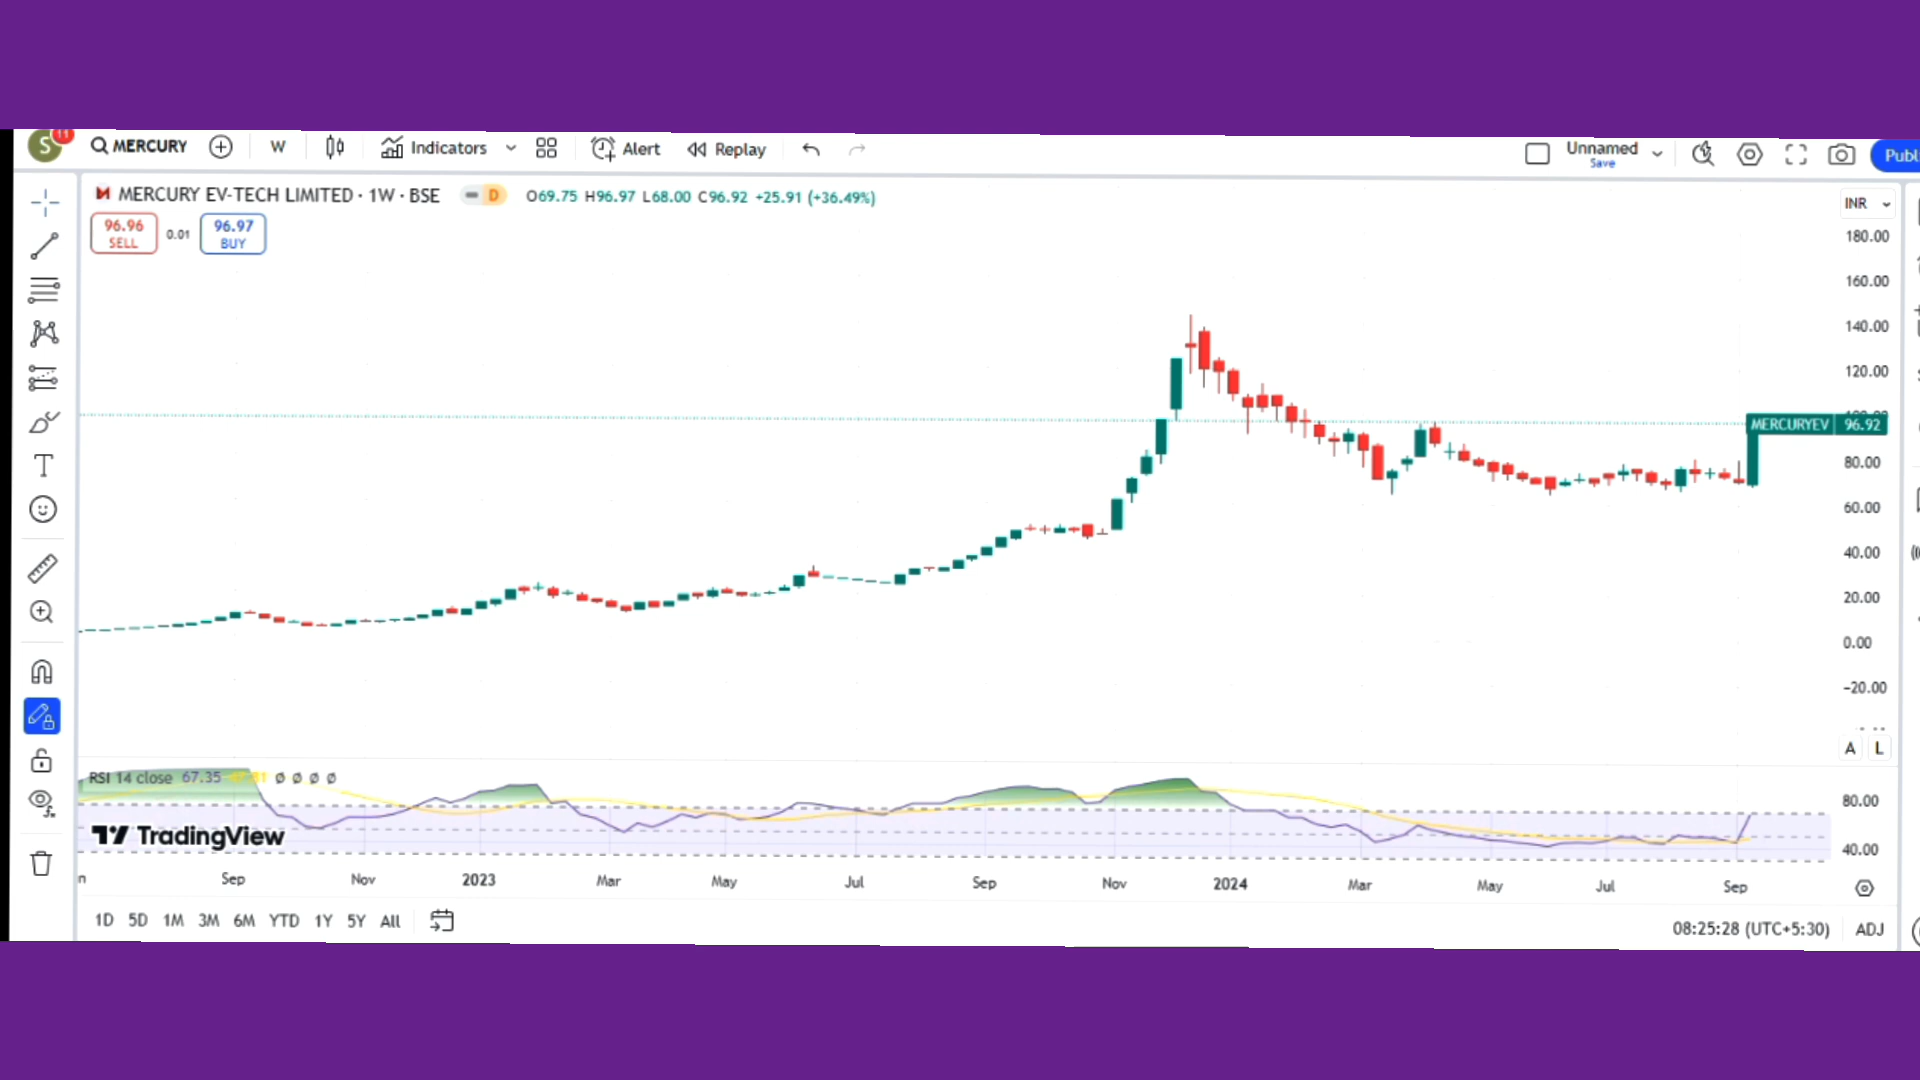 S 11 MERCURY W Indicators Alert Replay Unnamed Save
MERCURY EV-TECH LIMITED · 1W · BSE D O69.75 H96.97 L68.00 C96.92 +25.91 (+36.49%) INR
96.96 SELL 0.01 96.97 BUY
180.00
160.00
140.00
120.00
MERCURYEV 96.92
80.00
60.00
40.00
20.00
0.00
−20.00
A L
RSI 14 close 67.35 Ø Ø Ø Ø
80.00
TradingView
40.00
Sep Nov 2023 Mar May Jul Sep Nov 2024 Mar May Jul Sep
1D 5D 1M 3M 6M YTD 1Y 5Y All 08:25:28 (UTC+5:30) ADJ